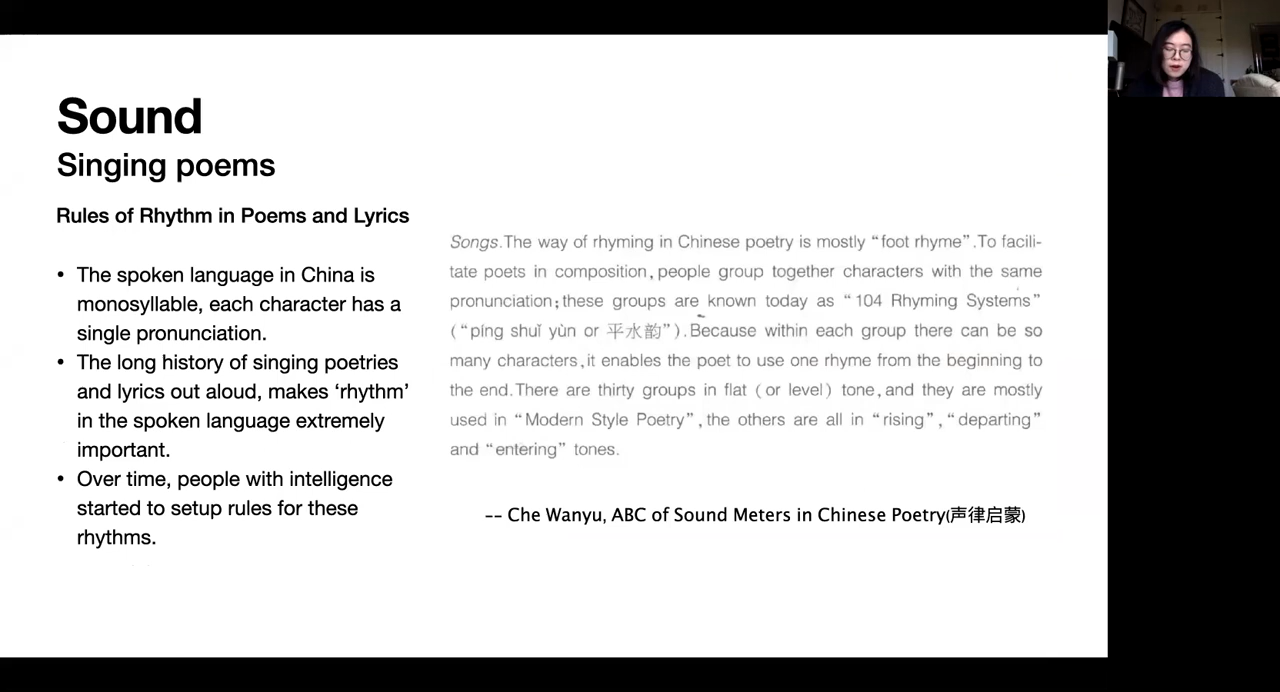 Sound
Singing poems
Rules of Rhythm in Poems and Lyrics
• The spoken language in China is
monosyllable, each character has a
single pronunciation.
• The long history of singing poetries
and lyrics out aloud, makes ‘rhythm’
in the spoken language extremely
important.
• Over time, people with intelligence
started to setup rules for these
rhythms.
Songs.The way of rhyming in Chinese poetry is mostly “foot rhyme”.To facili-
tate poets in composition,people group together characters with the same
pronunciation;these groups are known today as “104 Rhyming Systems”
(“píng shuǐ yùn or 平水韵”).Because within each group there can be so
many characters,it enables the poet to use one rhyme from the beginning to
the end.There are thirty groups in flat (or level) tone,and they are mostly
used in “Modern Style Poetry”,the others are all in “rising”,“departing”
and “entering” tones.
-- Che Wanyu, ABC of Sound Meters in Chinese Poetry(声律启蒙)